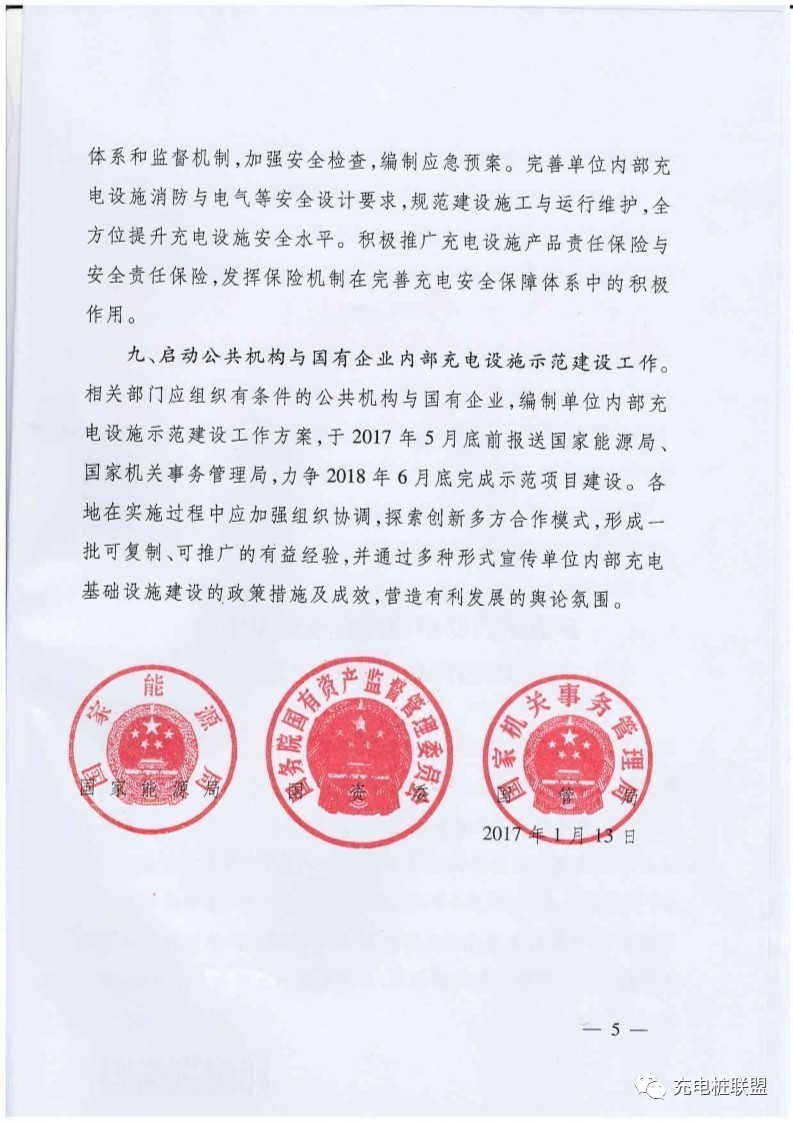 体系和监督机制,加强安全检查,编制应急预案。完善单位内部充
电设施消防与电气等安全设计要求,规范建设施工与运行维护,全
方位提升充电设施安全水平。积极推广充电设施产品责任保险与
安全责任保险,发挥保险机制在完善充电安全保障体系中的积极
作用。
九、启动公共机构与国有企业内部充电设施示范建设工作。
相关部门应组织有条件的公共机构与国有企业,编制单位内部充
电设施示范建设工作方案,于 2017 年 5 月底前报送国家能源局、
国家机关事务管理局,力争 2018 年 6 月底完成示范项目建设。各
地在实施过程中应加强组织协调,探索创新多方合作模式,形成一
批可复制、可推广的有益经验,并通过多种形式宣传单位内部充电
基础设施建设的政策措施及成效,营造有利发展的舆论氛围。
国家能源局
国务院国有资产监督管理委员会
国家机关事务管理局
国家能源局 国资委 国管局
2017 年 1 月 13 日
— 5 —
充电桩联盟